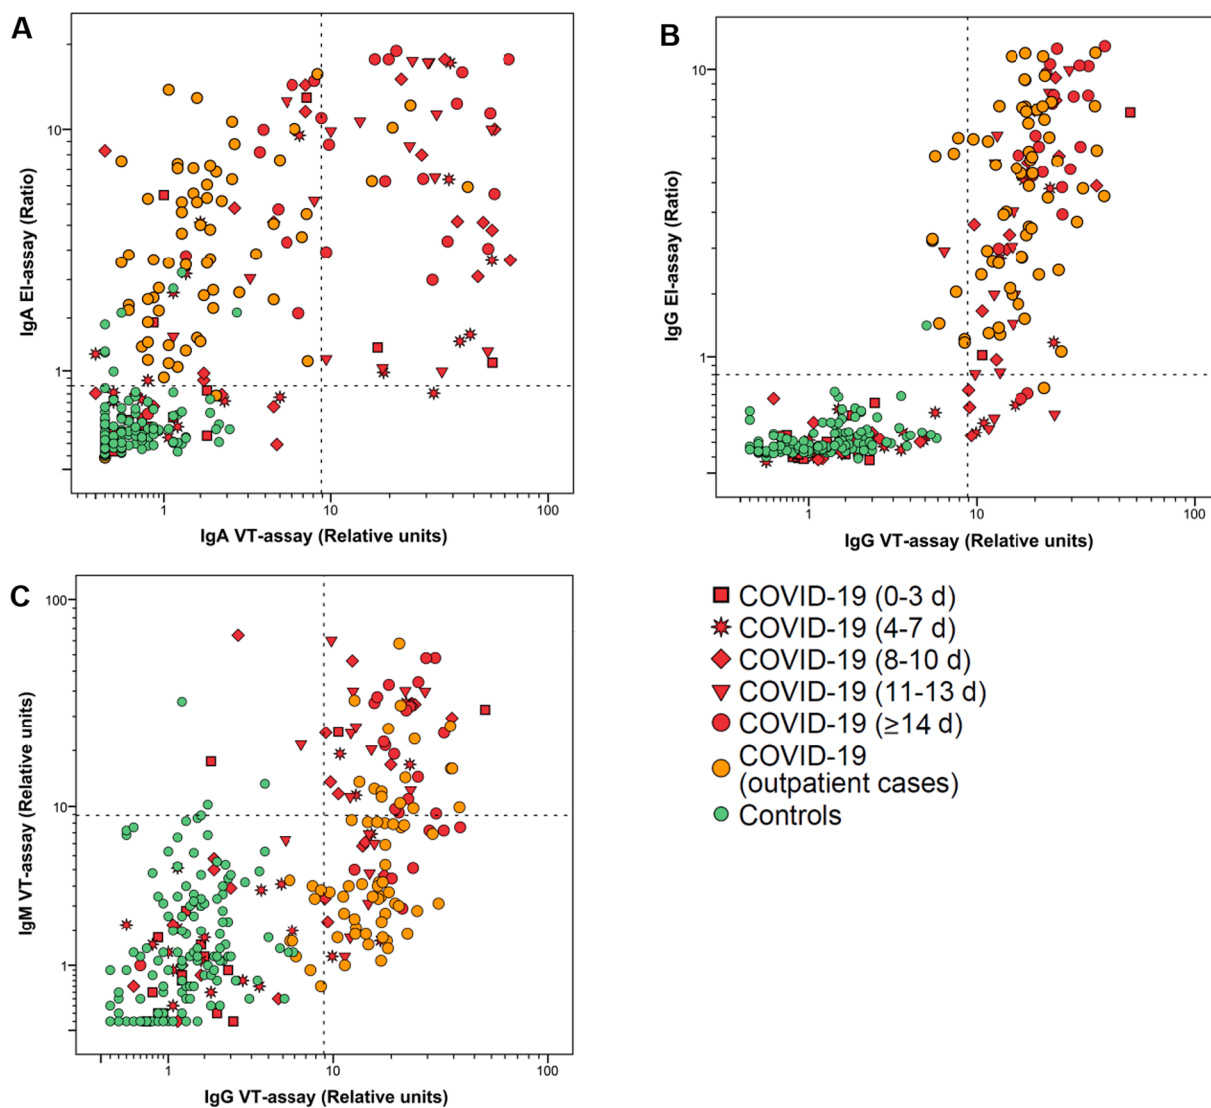 A
IgA EI-assay (Ratio)
10
1
1
10
100
IgA VT-assay (Relative units)
B
IgG EI-assay (Ratio)
10
1
1
10
100
IgG VT-assay (Relative units)
C
IgM VT-assay (Relative units)
100
10
1
1
10
100
IgG VT-assay (Relative units)
COVID-19 (0-3 d)
COVID-19 (4-7 d)
COVID-19 (8-10 d)
COVID-19 (11-13 d)
COVID-19 (≥14 d)
COVID-19
(outpatient cases)
Controls